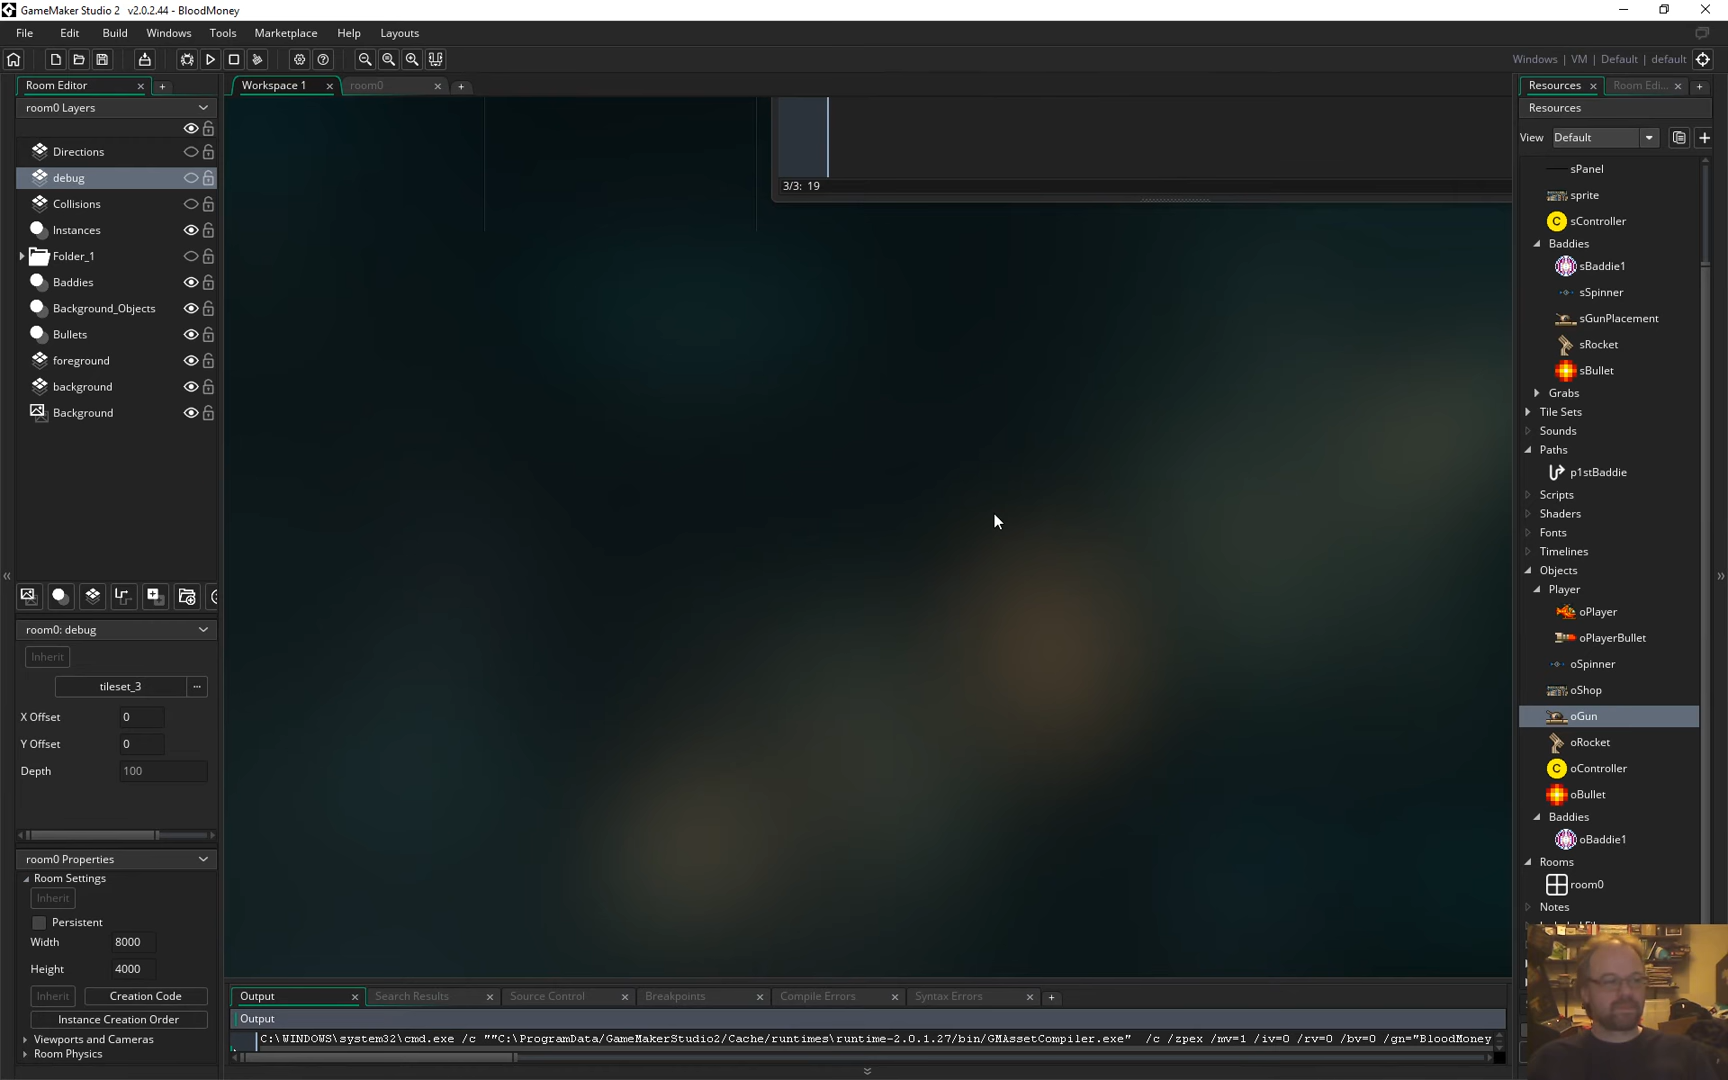 GameMaker Studio 2 v2.0.2.44 - BloodMoney
File Edit Build Windows Tools Marketplace Help Layouts
Windows | VM | Default | default
Room Editor
Workspace 1
room0
Resources
Room Edi...
room0 Layers
Resources
View Default
Directions
debug
Collisions
Instances
Folder_1
Baddies
Background_Objects
Bullets
foreground
background
Background
3/3: 19
sPanel
sprite
sController
Baddies
sBaddie1
sSpinner
sGunPlacement
sRocket
sBullet
Grabs
Tile Sets
Sounds
Paths
p1stBaddie
Scripts
Shaders
Fonts
Timelines
Objects
Player
oPlayer
oPlayerBullet
oSpinner
oShop
oGun
oRocket
oController
oBullet
Baddies
oBaddie1
Rooms
room0
Notes
room0: debug
Inherit
tileset_3
X Offset 0
Y Offset 0
Depth 100
room0 Properties
Room Settings
Inherit
Persistent
Width 8000
Height 4000
Inherit Creation Code
Instance Creation Order
Viewports and Cameras
Room Physics
Output Search Results Source Control Breakpoints Compile Errors Syntax Errors
Output
C:\WINDOWS\system32\cmd.exe /c ""C:\ProgramData/GameMakerStudio2/Cache/runtimes\runtime-2.0.1.27/bin/GMAssetCompiler.exe" /c /zpex /mv=1 /iv=0 /rv=0 /bv=0 /gn="BloodMoney